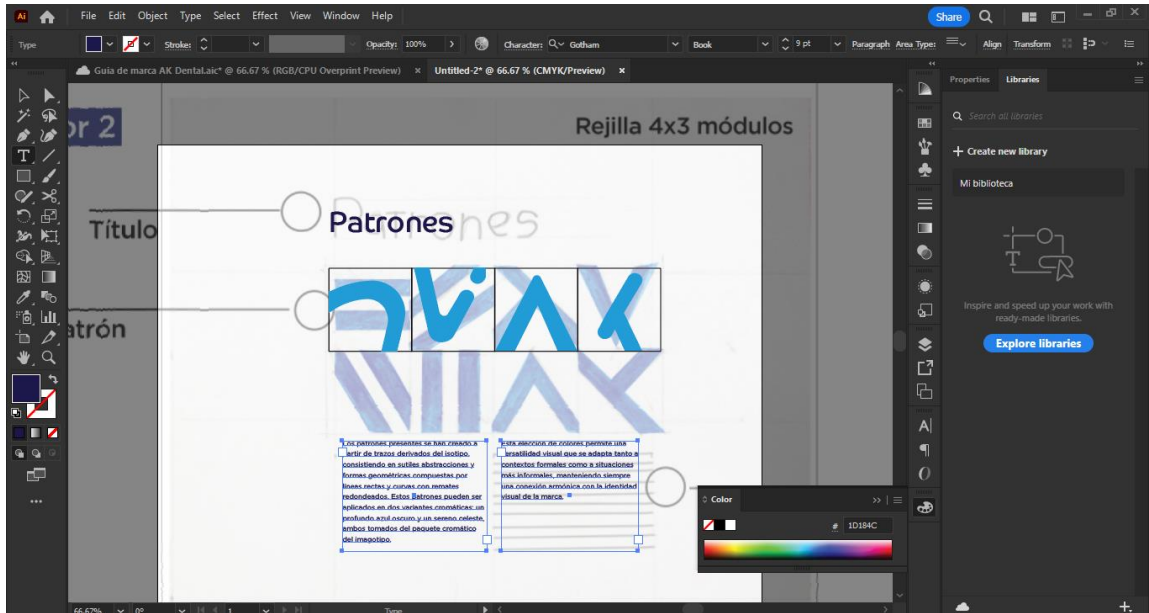 Ai File Edit Object Type Select Effect View Window Help Share
Type Stroke: Opacity: 100% Character: Gotham Book 9 pt Paragraph Area Type: Align Transform
Guia de marca AK Dental.aic* @ 66.67 % (RGB/CPU Overprint Preview) × Untitled-2* @ 66.67 % (CMYK/Preview) ×
Properties Libraries
Search all libraries
+ Create new library
Mi biblioteca
Inspire and speed up your work with
ready-made libraries.
Explore libraries
or 2
Rejilla 4x3 módulos
Título
Patrones
Patrones
atrón
Los patrones presentes se han creado a
partir de trazos derivados del isotipo,
consistiendo en sutiles abstracciones y
formas geométricas compuestas por
líneas rectas y curvas con remates
redondeados. Estos patrones pueden ser
aplicados en dos variantes cromáticas: un
profundo azul oscuro y un sereno celeste,
ambos tomados del paquete cromático
del imagotipo.
Esta elección de colores permite una
versatilidad visual que se adapta tanto a
contextos formales como a situaciones
más informales, manteniendo siempre
una conexión armónica con la identidad
visual de la marca.
Color
# 1D184C
66.67% 0° 1 Type